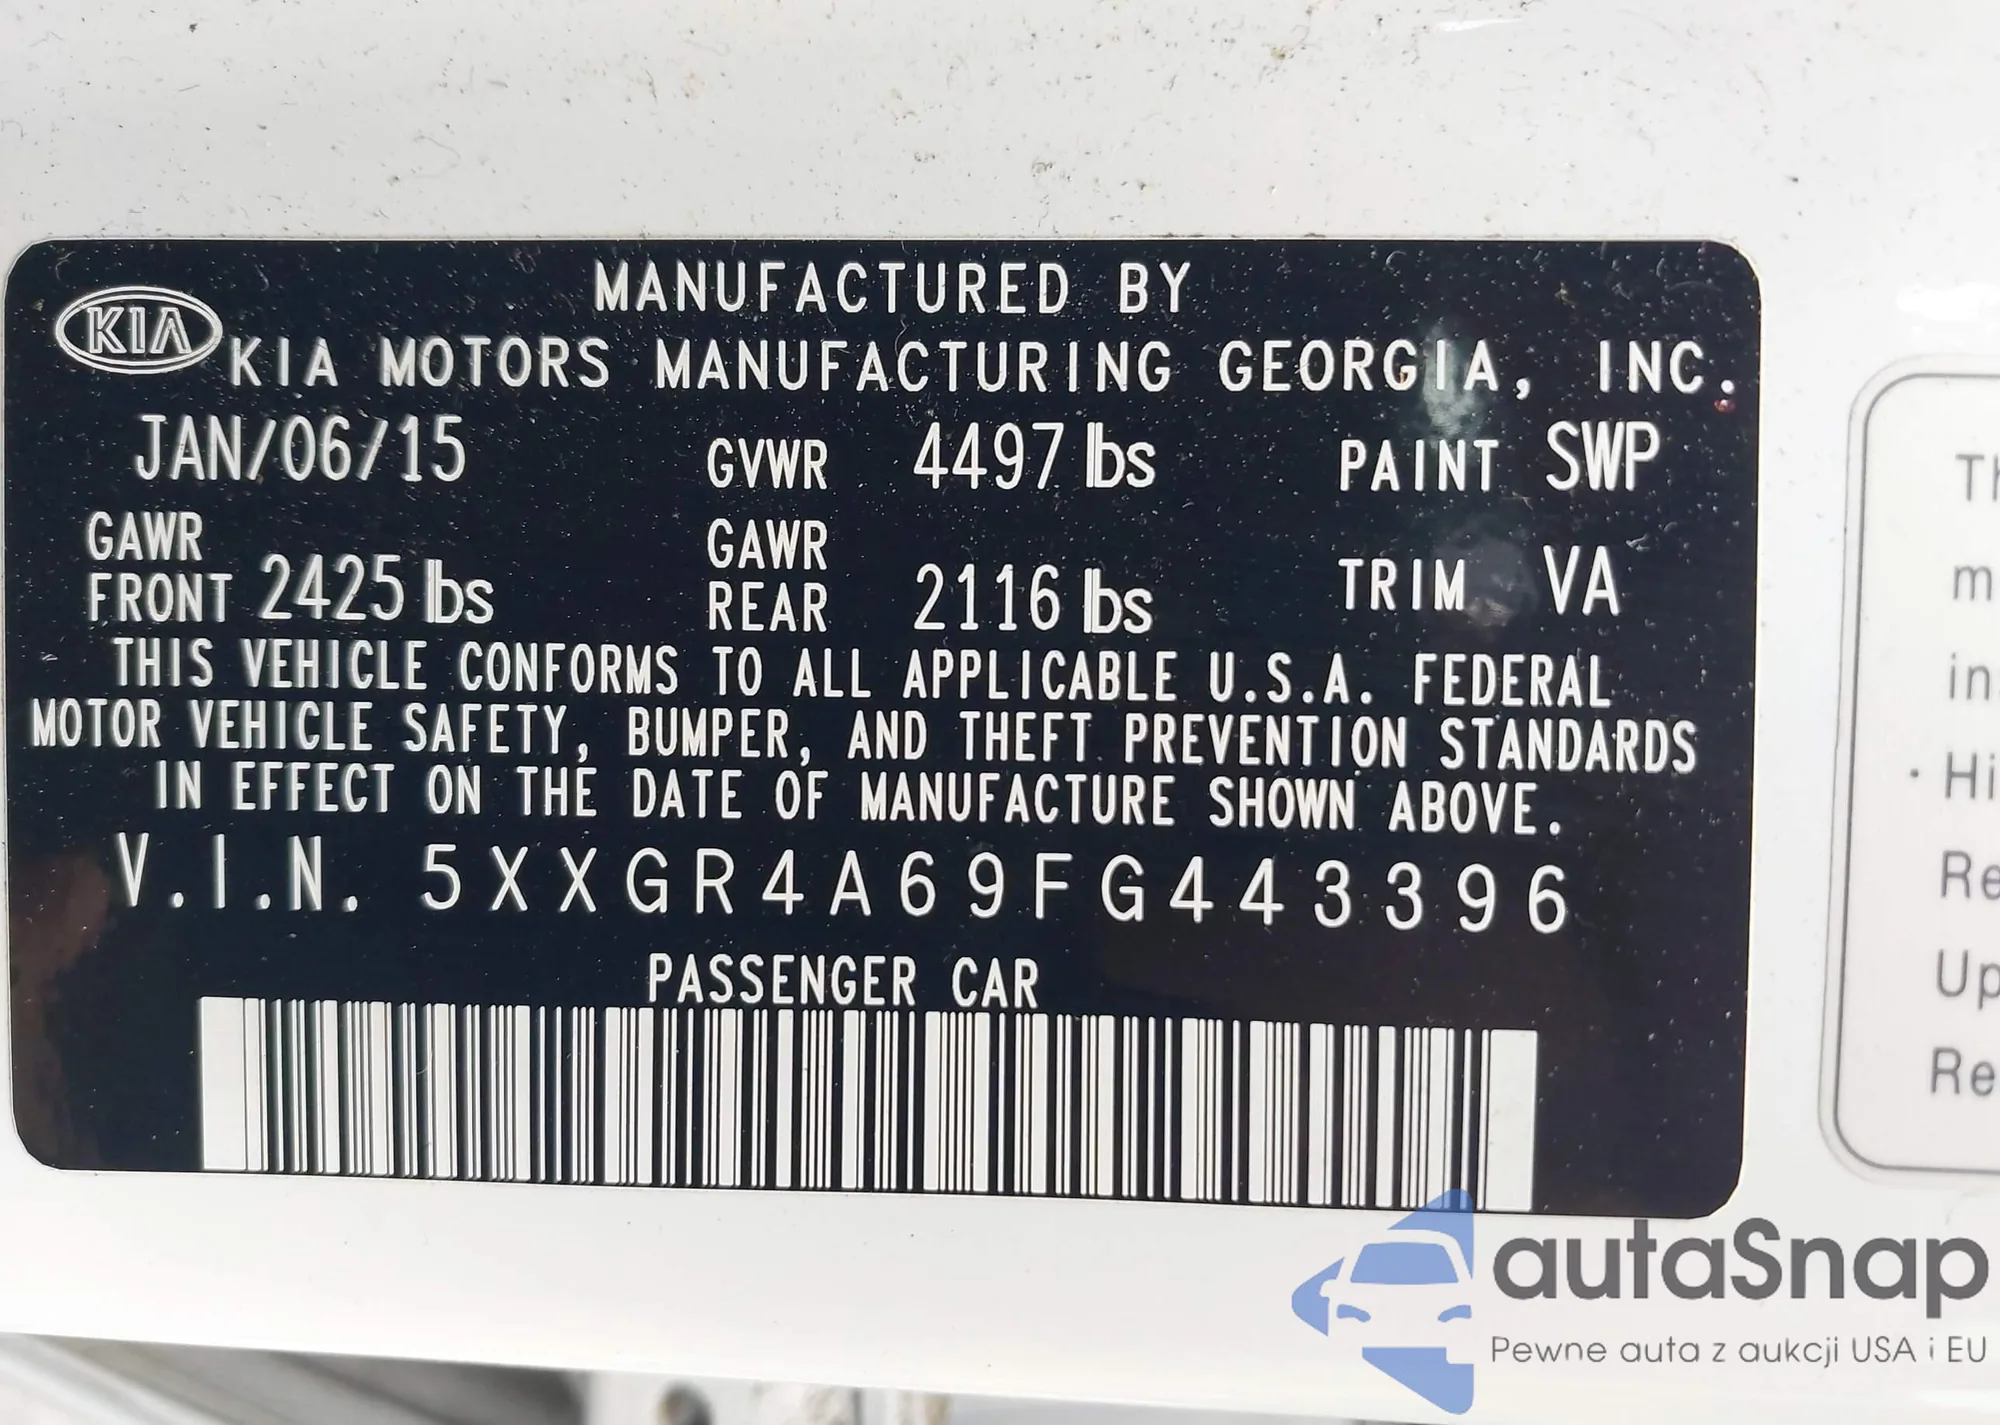 MANUFACTURED BY
KIA
KIA MOTORS MANUFACTURING GEORGIA, INC.
JAN/06/15 GVWR 4497 lbs PAINT SWP
GAWR FRONT 2425 lbs GAWR REAR 2116 lbs TRIM VA
THIS VEHICLE CONFORMS TO ALL APPLICABLE U.S.A. FEDERAL
MOTOR VEHICLE SAFETY, BUMPER, AND THEFT PREVENTION STANDARDS
IN EFFECT ON THE DATE OF MANUFACTURE SHOWN ABOVE.
V.I.N. 5XXGR4A69FG443396
PASSENGER CAR
autaSnap
Pewne auta z aukcji USA i EU